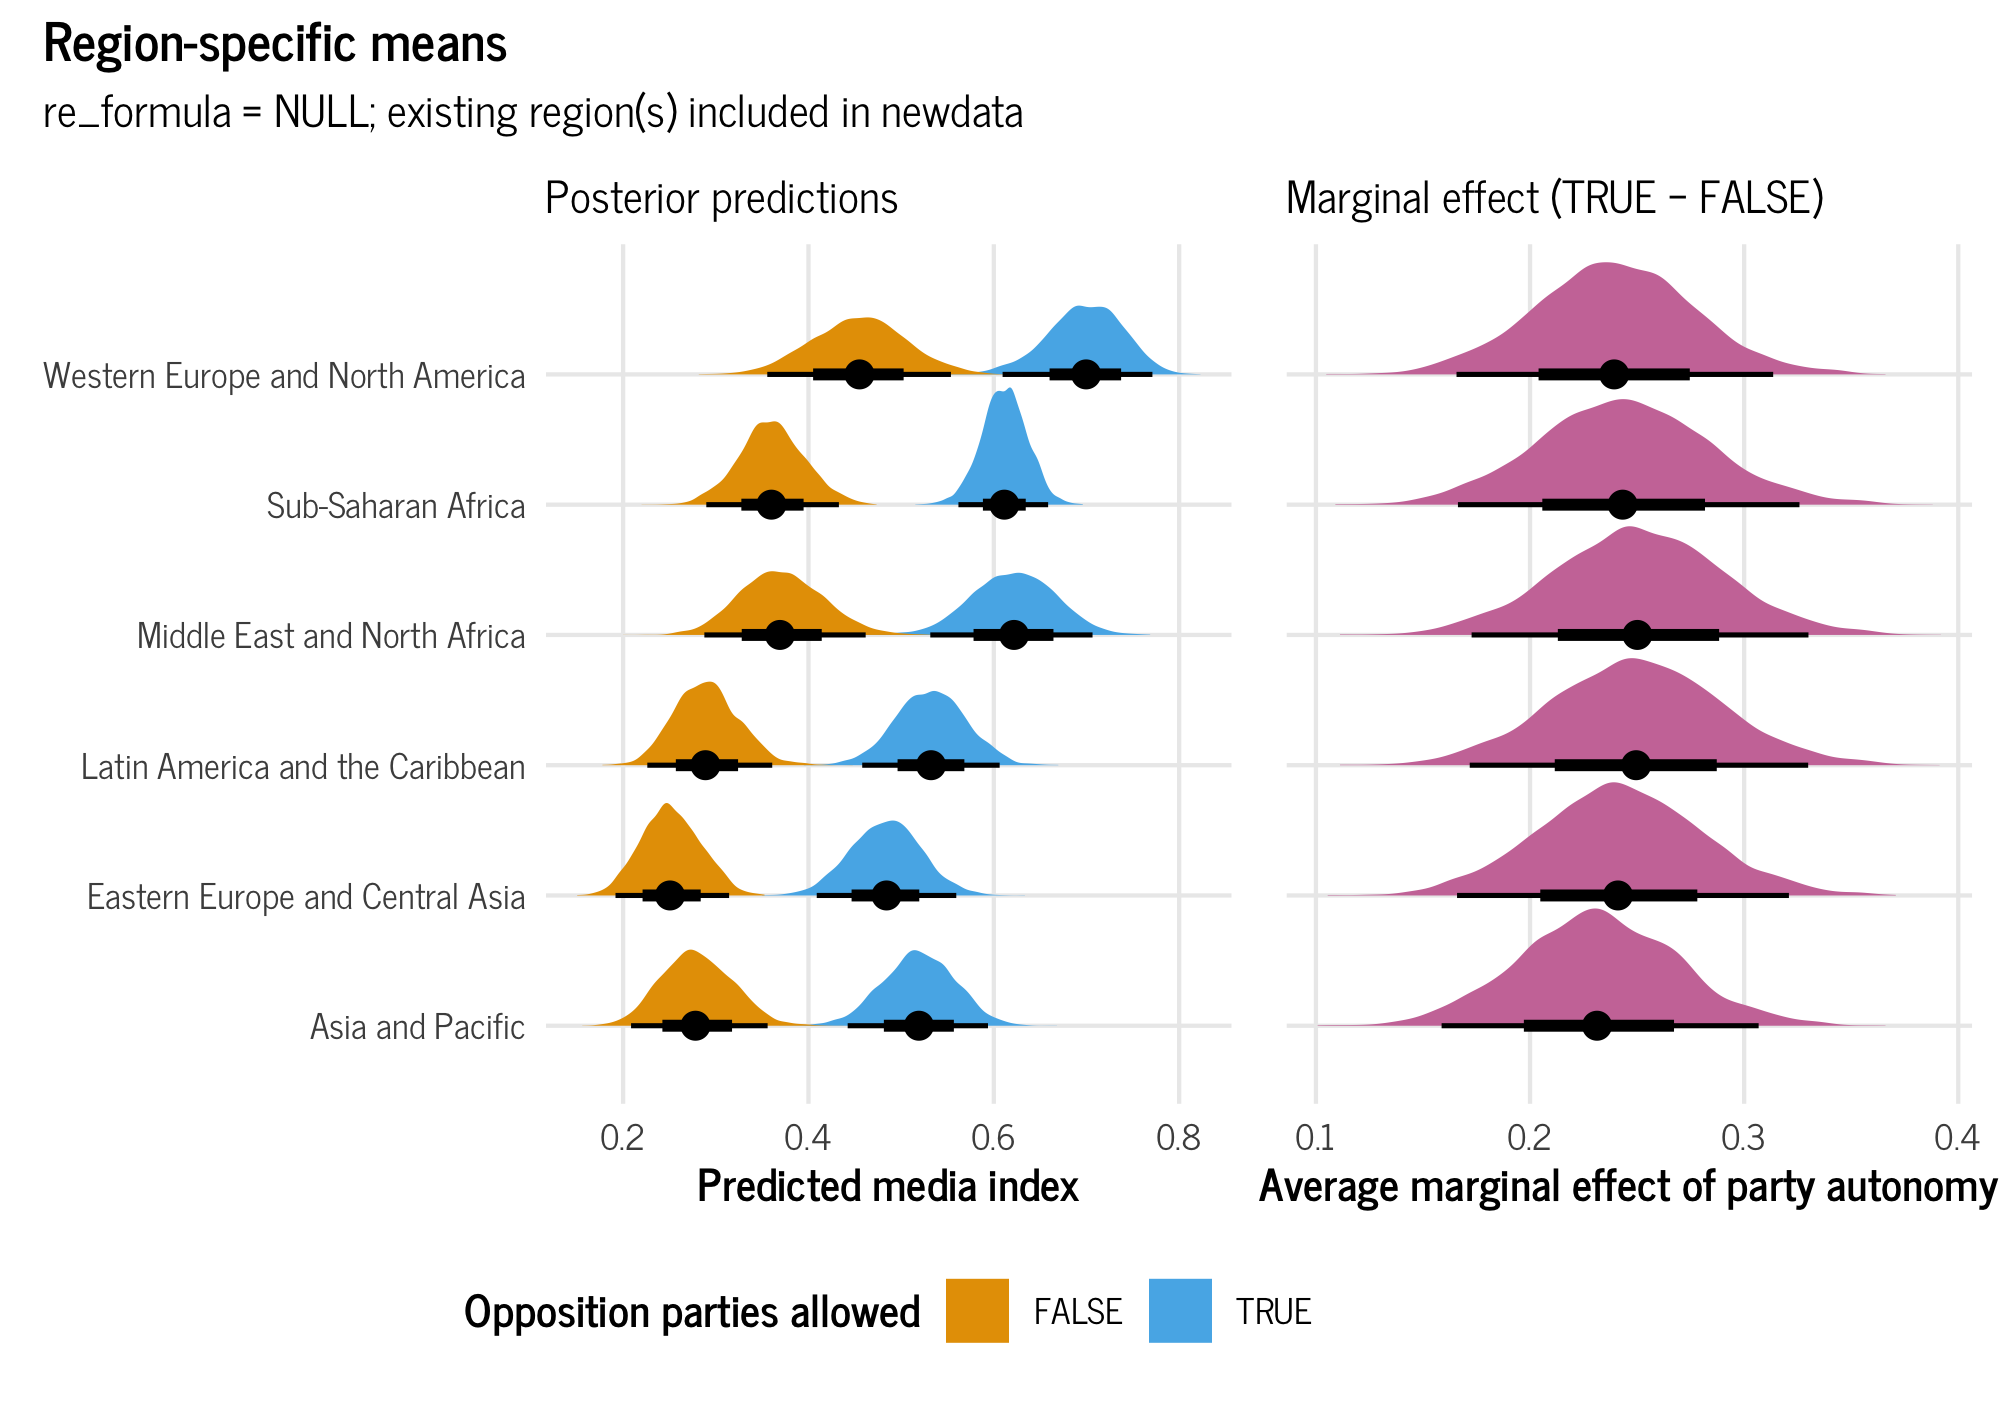 Region-specific means
re_formula = NULL; existing region(s) included in newdata
Posterior predictions
Marginal effect (TRUE − FALSE)
Western Europe and North America
Sub-Saharan Africa
Middle East and North Africa
Latin America and the Caribbean
Eastern Europe and Central Asia
Asia and Pacific
0.2 0.4 0.6 0.8
0.1 0.2 0.3 0.4
Predicted media index
Average marginal effect of party autonomy
Opposition parties allowed FALSE TRUE